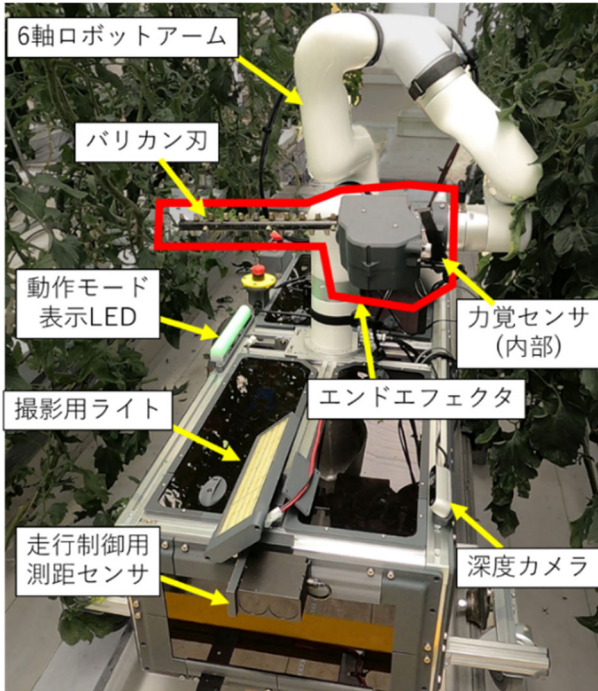 6軸ロボットアーム
バリカン刃
動作モード
表示LED
力覚センサ
(内部)
エンドエフェクタ
撮影用ライト
走行制御用
測距センサ
深度カメラ